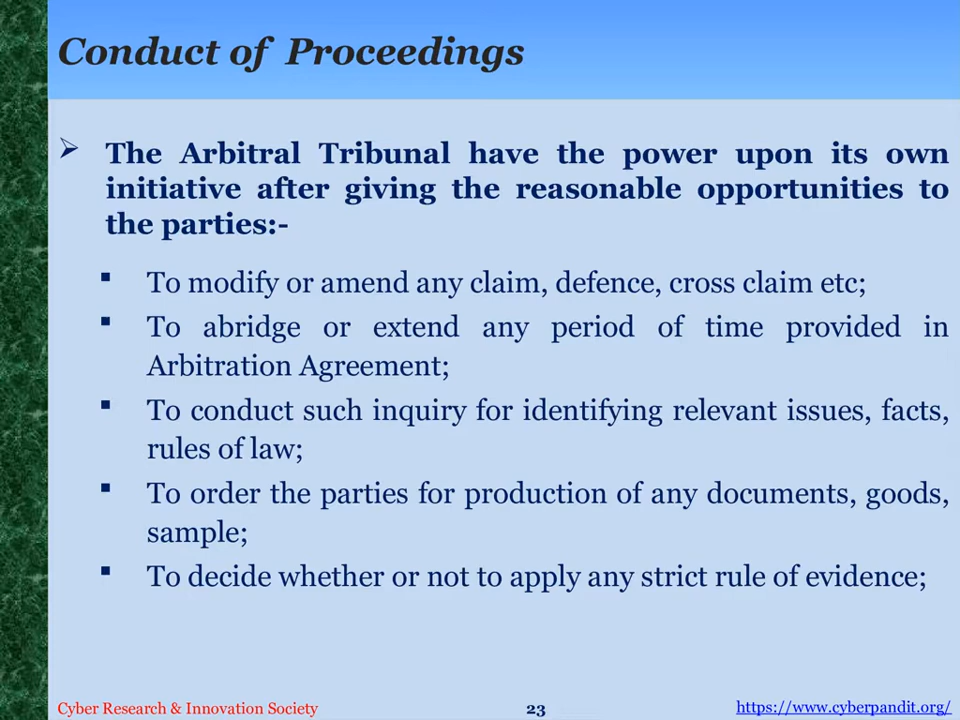 Conduct of Proceedings
➢ The Arbitral Tribunal have the power upon its own
initiative after giving the reasonable opportunities to
the parties:-
▪ To modify or amend any claim, defence, cross claim etc;
▪ To abridge or extend any period of time provided in
Arbitration Agreement;
▪ To conduct such inquiry for identifying relevant issues, facts,
rules of law;
▪ To order the parties for production of any documents, goods,
sample;
▪ To decide whether or not to apply any strict rule of evidence;
Cyber Research & Innovation Society 23 https://www.cyberpandit.org/